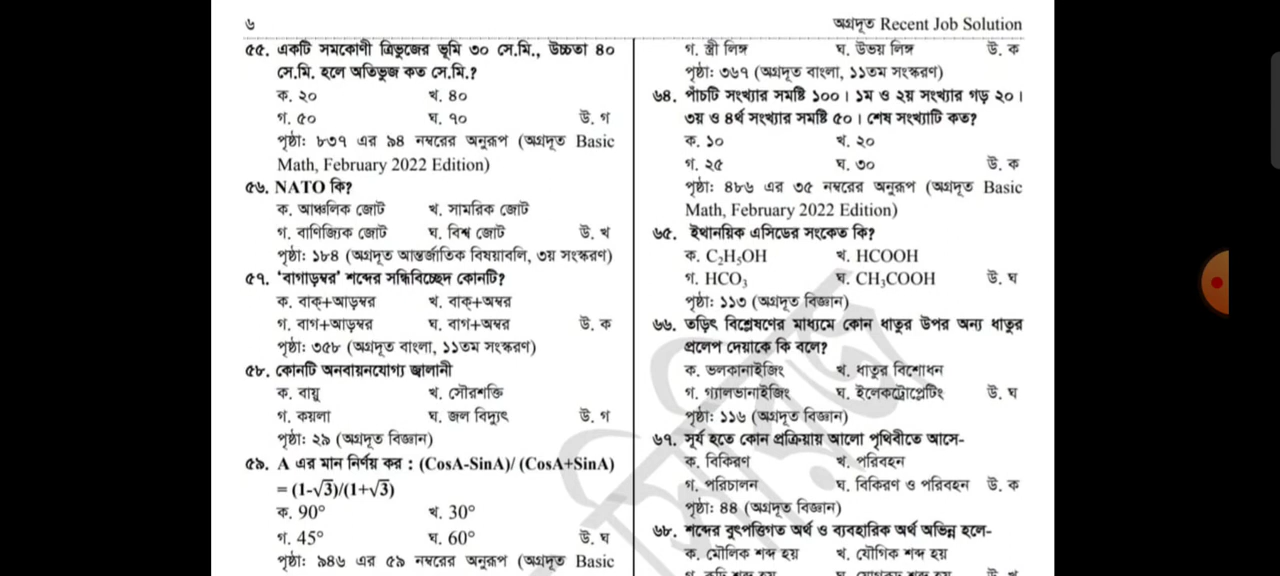 ৬
অগ্রদূত Recent Job Solution
৫৫. একটি সমকোণী ত্রিভুজের ভূমি ৩০ সে.মি., উচ্চতা ৪০
সে.মি. হলে অতিভুজ কত সে.মি.?
ক. ২০ খ. ৪০
গ. ৫০ ঘ. ৭০ উ. গ
পৃষ্ঠা: ৮৩৭ এর ৯৪ নম্বরের অনুরূপ (অগ্রদূত Basic
Math, February 2022 Edition)
৫৬. NATO কি?
ক. আঞ্চলিক জোট খ. সামরিক জোট
গ. বাণিজ্যিক জোট ঘ. বিশ্ব জোট উ. খ
পৃষ্ঠা: ১৮৪ (অগ্রদূত আন্তর্জাতিক বিষয়াবলি, ৩য় সংস্করণ)
৫৭. ‘বাগাড়ম্বর’ শব্দের সন্ধিবিচ্ছেদ কোনটি?
ক. বাক্+আড়ম্বর খ. বাক্+অম্বর
গ. বাগ+আড়ম্বর ঘ. বাগ+অম্বর উ. ক
পৃষ্ঠা: ৩৫৮ (অগ্রদূত বাংলা, ১১তম সংস্করণ)
৫৮. কোনটি অনবায়নযোগ্য জ্বালানী
ক. বায়ু খ. সৌরশক্তি
গ. কয়লা ঘ. জল বিদ্যুৎ উ. গ
পৃষ্ঠা: ২৯ (অগ্রদূত বিজ্ঞান)
৫৯. A এর মান নির্ণয় কর : (CosA-SinA)/ (CosA+SinA)
= (1-√3)/(1+√3)
ক. 90° খ. 30°
গ. 45° ঘ. 60° উ. ঘ
পৃষ্ঠা: ৯৪৬ এর ৫৯ নম্বরের অনুরূপ (অগ্রদূত Basic
গ. স্ত্রী লিঙ্গ ঘ. উভয় লিঙ্গ উ. ক
পৃষ্ঠা: ৩৬৭ (অগ্রদূত বাংলা, ১১তম সংস্করণ)
৬৪. পাঁচটি সংখ্যার সমষ্টি ১০০। ১ম ও ২য় সংখ্যার গড় ২০।
৩য় ও ৪র্থ সংখ্যার সমষ্টি ৫০। শেষ সংখ্যাটি কত?
ক. ১০ খ. ২০
গ. ২৫ ঘ. ৩০ উ. ক
পৃষ্ঠা: ৪৮৬ এর ৩৫ নম্বরের অনুরূপ (অগ্রদূত Basic
Math, February 2022 Edition)
৬৫. ইথানয়িক এসিডের সংকেত কি?
ক. C₂H₅OH খ. HCOOH
গ. HCO₃ ঘ. CH₃COOH উ. ঘ
পৃষ্ঠা: ১১৩ (অগ্রদূত বিজ্ঞান)
৬৬. তড়িৎ বিশ্লেষণের মাধ্যমে কোন ধাতুর উপর অন্য ধাতুর
প্রলেপ দেয়াকে কি বলে?
ক. ভলকানাইজিং খ. ধাতুর বিশোধন
গ. গ্যালভানাইজিং ঘ. ইলেকট্রোপ্লেটিং উ. ঘ
পৃষ্ঠা: ১১৬ (অগ্রদূত বিজ্ঞান)
৬৭. সূর্য হতে কোন প্রক্রিয়ায় আলো পৃথিবীতে আসে-
ক. বিকিরণ খ. পরিবহন
গ. পরিচালন ঘ. বিকিরণ ও পরিবহন উ. ক
পৃষ্ঠা: ৪৪ (অগ্রদূত বিজ্ঞান)
৬৮. শব্দের বুৎপত্তিগত অর্থ ও ব্যবহারিক অর্থ অভিন্ন হলে-
ক. মৌলিক শব্দ হয় খ. যৌগিক শব্দ হয়